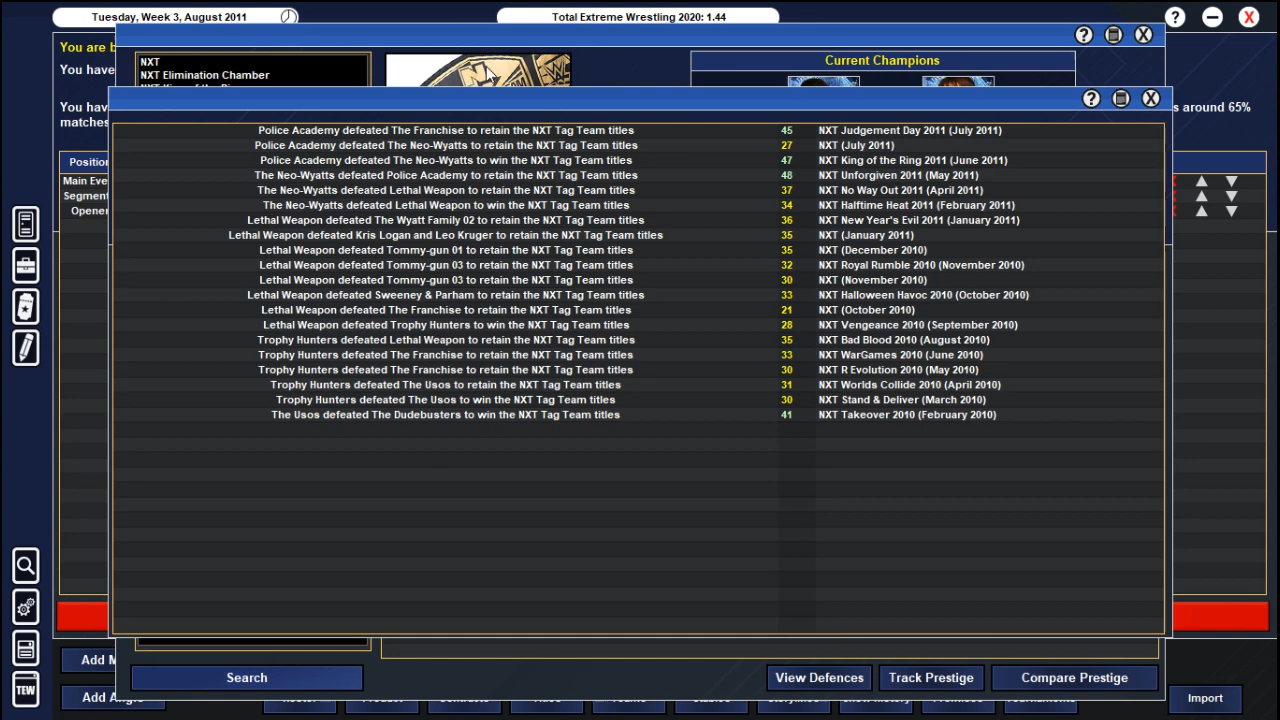 Tuesday, Week 3, August 2011
Total Extreme Wrestling 2020: 1.44
? X
You are b
You have
You hav
matches
s around 65%
NXT
NXT Elimination Chamber
Current Champions
? X
? X
Police Academy defeated The Franchise to retain the NXT Tag Team titles 45 NXT Judgement Day 2011 (July 2011)
Police Academy defeated The Neo-Wyatts to retain the NXT Tag Team titles 27 NXT (July 2011)
Police Academy defeated The Neo-Wyatts to win the NXT Tag Team titles 47 NXT King of the Ring 2011 (June 2011)
The Neo-Wyatts defeated Police Academy to retain the NXT Tag Team titles 48 NXT Unforgiven 2011 (May 2011)
The Neo-Wyatts defeated Lethal Weapon to retain the NXT Tag Team titles 37 NXT No Way Out 2011 (April 2011)
The Neo-Wyatts defeated Lethal Weapon to win the NXT Tag Team titles 34 NXT Halftime Heat 2011 (February 2011)
Lethal Weapon defeated The Wyatt Family 02 to retain the NXT Tag Team titles 36 NXT New Year's Evil 2011 (January 2011)
Lethal Weapon defeated Kris Logan and Leo Kruger to retain the NXT Tag Team titles 35 NXT (January 2011)
Lethal Weapon defeated Tommy-gun 01 to retain the NXT Tag Team titles 35 NXT (December 2010)
Lethal Weapon defeated Tommy-gun 03 to retain the NXT Tag Team titles 32 NXT Royal Rumble 2010 (November 2010)
Lethal Weapon defeated Tommy-gun 03 to retain the NXT Tag Team titles 30 NXT (November 2010)
Lethal Weapon defeated Sweeney & Parham to retain the NXT Tag Team titles 33 NXT Halloween Havoc 2010 (October 2010)
Lethal Weapon defeated The Franchise to retain the NXT Tag Team titles 21 NXT (October 2010)
Lethal Weapon defeated Trophy Hunters to win the NXT Tag Team titles 28 NXT Vengeance 2010 (September 2010)
Trophy Hunters defeated Lethal Weapon to retain the NXT Tag Team titles 35 NXT Bad Blood 2010 (August 2010)
Trophy Hunters defeated The Franchise to retain the NXT Tag Team titles 33 NXT WarGames 2010 (June 2010)
Trophy Hunters defeated The Franchise to retain the NXT Tag Team titles 30 NXT R Evolution 2010 (May 2010)
Trophy Hunters defeated The Usos to retain the NXT Tag Team titles 31 NXT Worlds Collide 2010 (April 2010)
Trophy Hunters defeated The Usos to win the NXT Tag Team titles 30 NXT Stand & Deliver (March 2010)
The Usos defeated The Dudebusters to win the NXT Tag Team titles 41 NXT Takeover 2010 (February 2010)
Positio
Main Eve
Segment
Opener
TEW
Add M
Add An
Search
View Defences
Track Prestige
Compare Prestige
Import